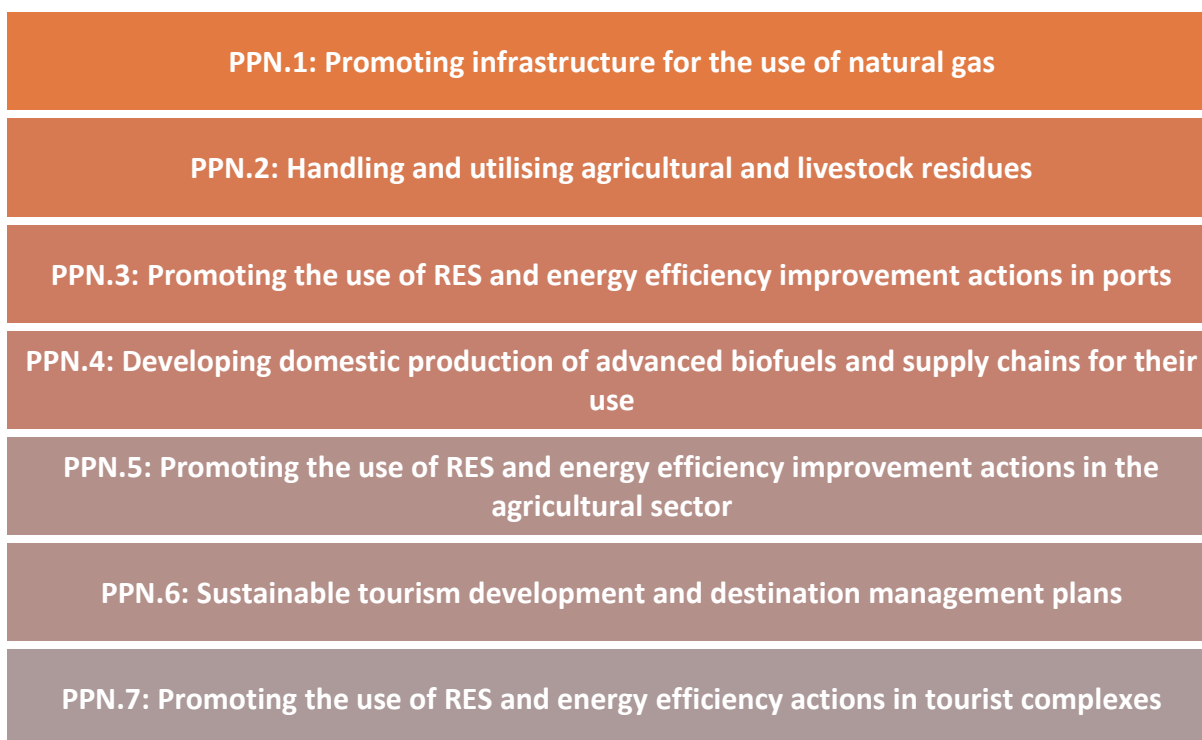 PPN.1: Promoting infrastructure for the use of natural gas
PPN.2: Handling and utilising agricultural and livestock residues
PPN.3: Promoting the use of RES and energy efficiency improvement actions in ports
PPN.4: Developing domestic production of advanced biofuels and supply chains for their
use
PPN.5: Promoting the use of RES and energy efficiency improvement actions in the
agricultural sector
PPN.6: Sustainable tourism development and destination management plans
PPN.7: Promoting the use of RES and energy efficiency actions in tourist complexes